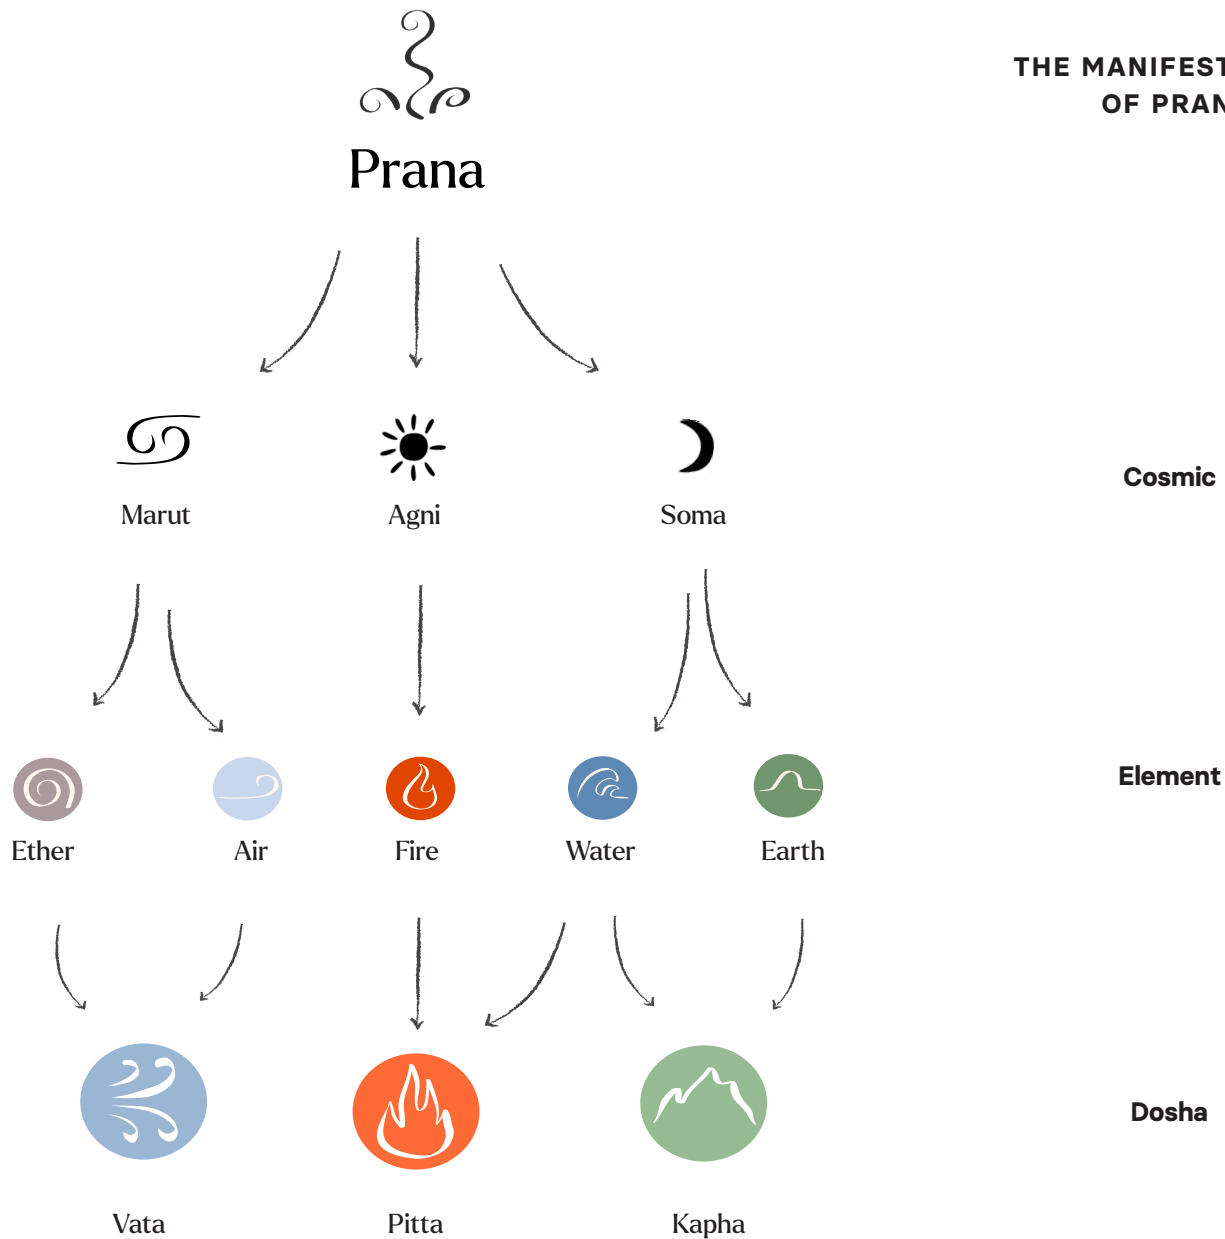 THE MANIFEST
OF PRAN
Prana
Marut Agni Soma Cosmic
Ether Air Fire Water Earth Element
Vata Pitta Kapha Dosha